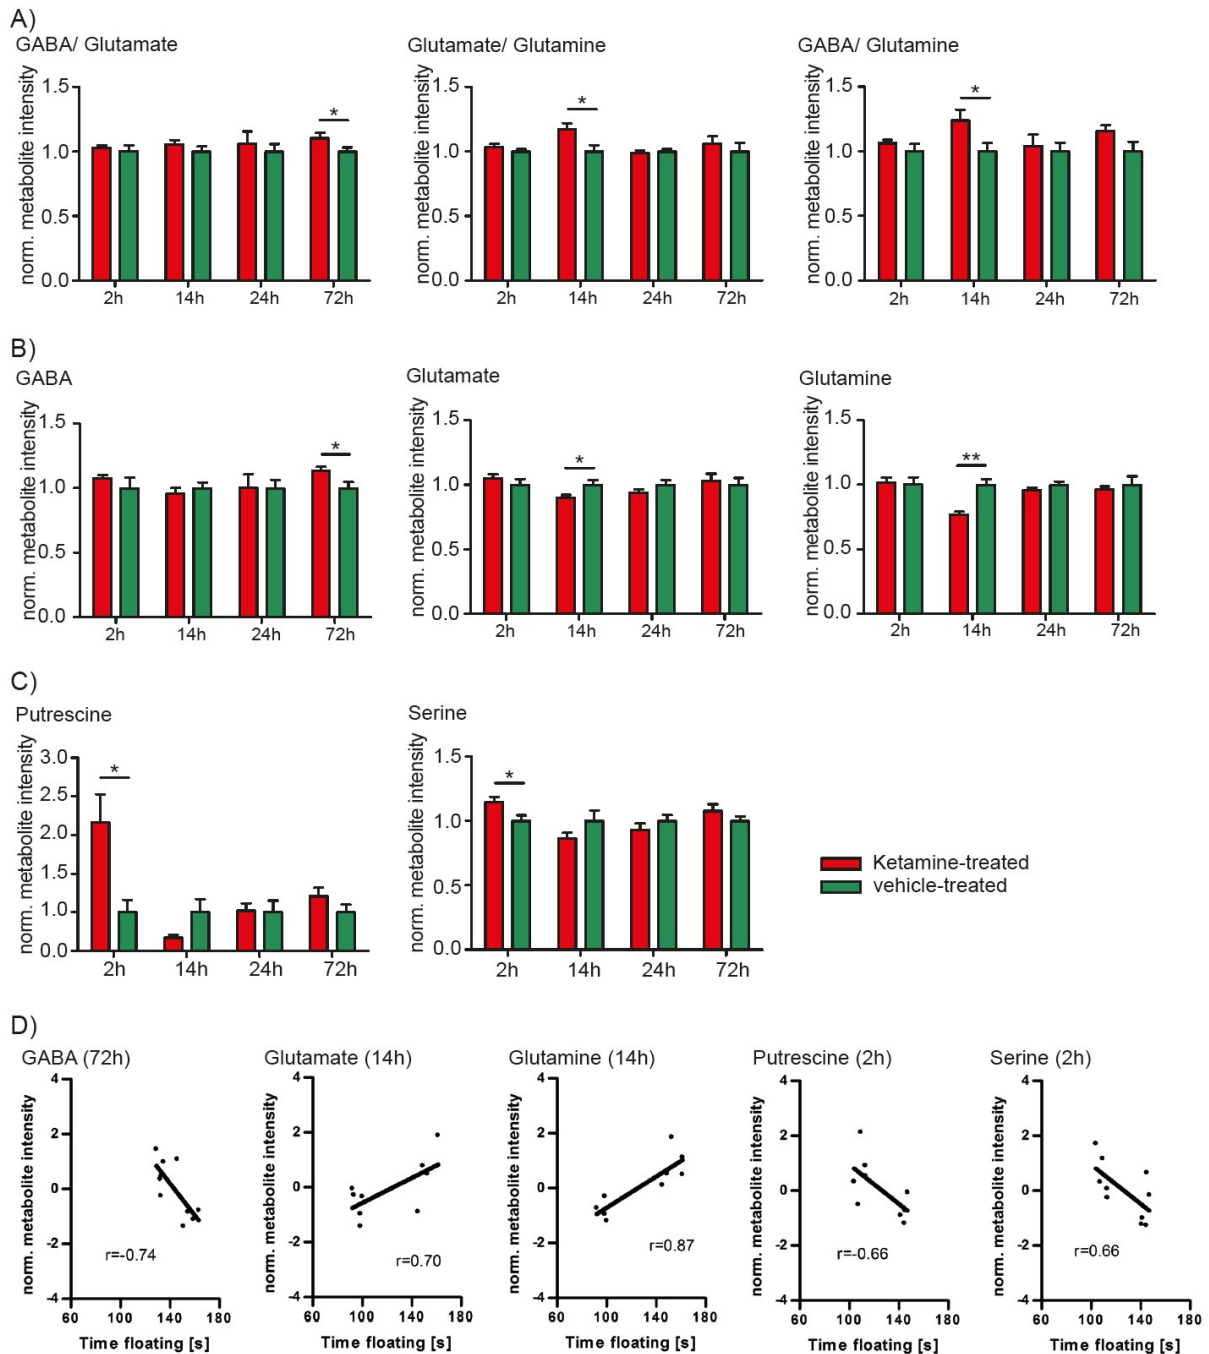 A)
GABA/ Glutamate
norm. metabolite intensity
1.5
1.0
0.5
0.0
*
2h 14h 24h 72h
Glutamate/ Glutamine
norm. metabolite intensity
1.5
1.0
0.5
0.0
*
2h 14h 24h 72h
GABA/ Glutamine
norm. metabolite intensity
1.5
1.0
0.5
0.0
*
2h 14h 24h 72h
B)
GABA
norm. metabolite intensity
1.5
1.0
0.5
0.0
*
2h 14h 24h 72h
Glutamate
norm. metabolite intensity
1.5
1.0
0.5
0.0
*
2h 14h 24h 72h
Glutamine
norm. metabolite intensity
1.5
1.0
0.5
0.0
**
2h 14h 24h 72h
C)
Putrescine
norm. metabolite intensity
3.0
2.5
2.0
1.5
1.0
0.0
*
2h 14h 24h 72h
Serine
norm. metabolite intensity
1.5
1.0
0.5
0.0
*
2h 14h 24h 72h
Ketamine-treated
vehicle-treated
D)
GABA (72h)
norm. metabolite intensity
4
2
0
-2
-4
r=-0.74
60 100 140 180
Time floating [s]
Glutamate (14h)
norm. metabolite intensity
4
2
0
-2
-4
r=0.70
60 100 140 180
Time floating [s]
Glutamine (14h)
norm. metabolite intensity
4
2
0
-2
-4
r=0.87
60 100 140 180
Time floating [s]
Putrescine (2h)
norm. metabolite intensity
4
2
0
-2
-4
r=-0.66
60 100 140 180
Time floating [s]
Serine (2h)
norm. metabolite intensity
4
2
0
-2
-4
r=0.66
60 100 140 180
Time floating [s]